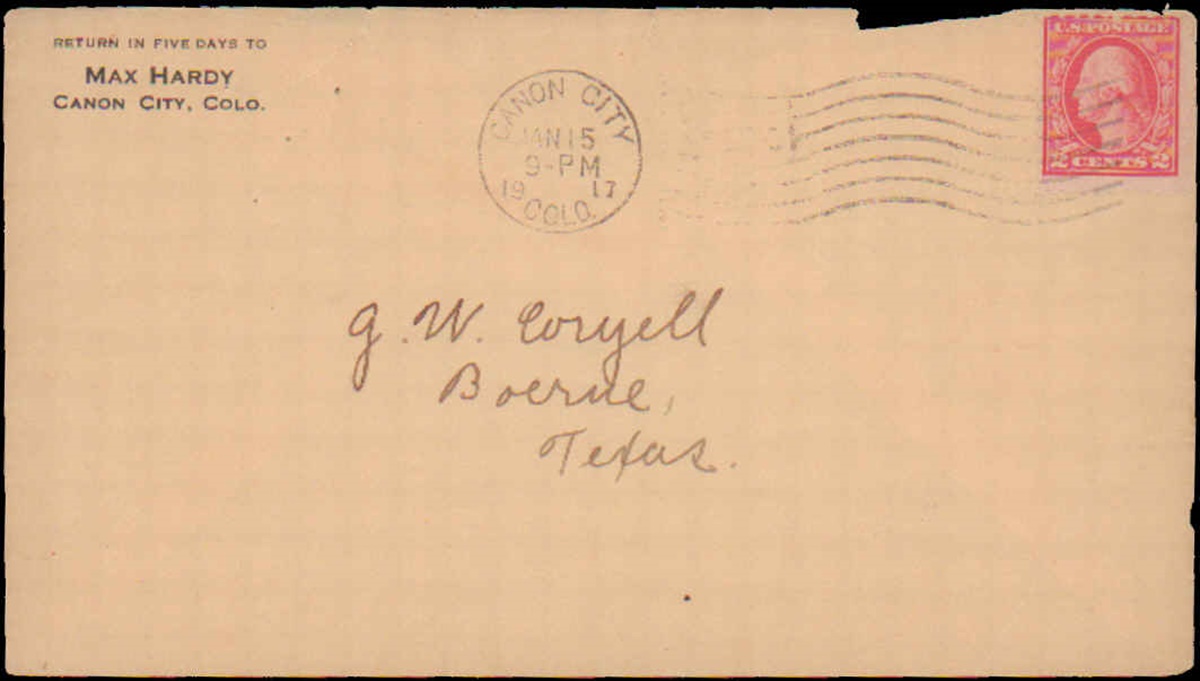 RETURN IN FIVE DAYS TO
MAX HARDY
CANON CITY, COLO.
CANON CITY
JAN 15
9-PM
19 17
COLO.
U.S. POSTAGE
2 CENTS 2
G. W. Coryell
Boerne,
Texas.